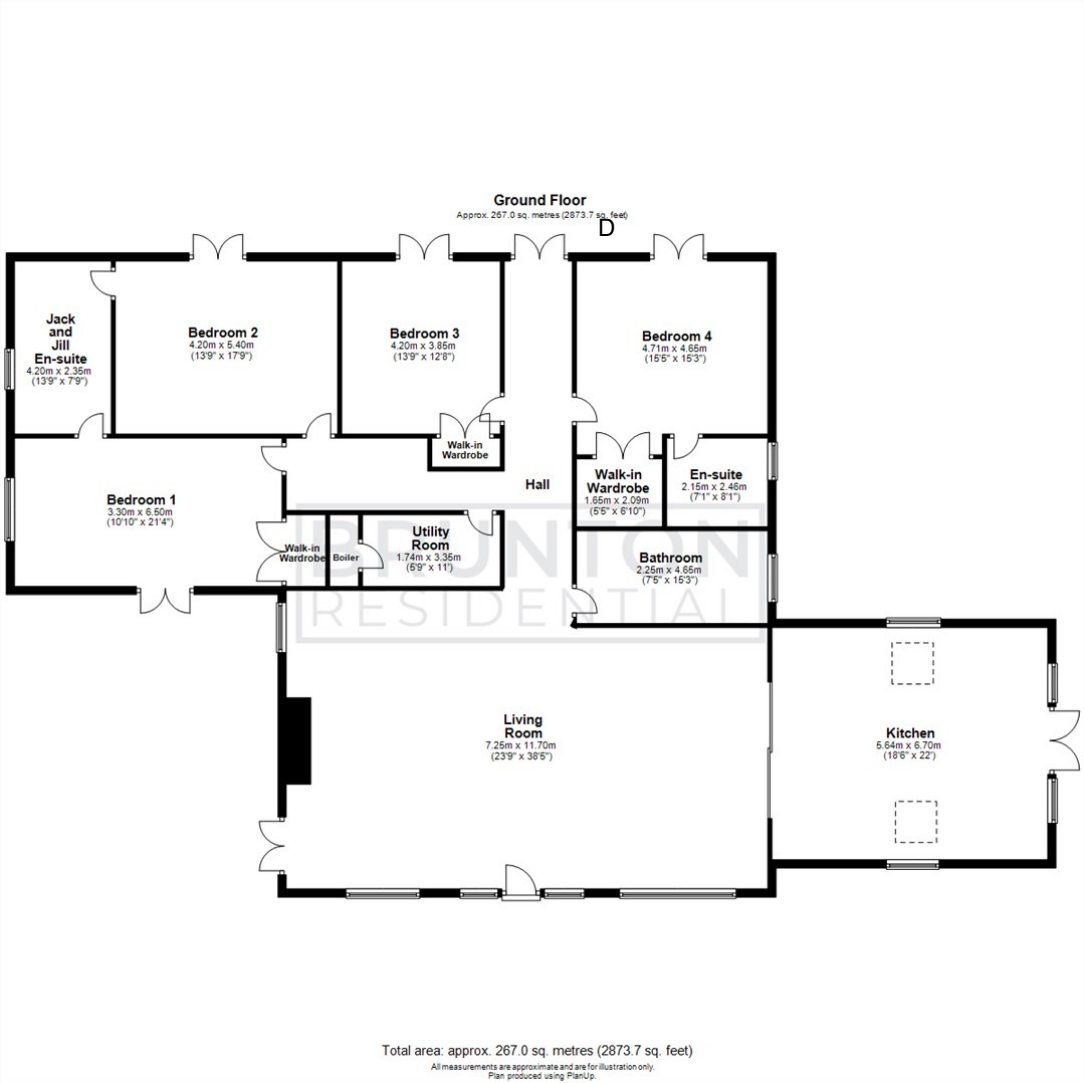 Ground Floor
Approx. 267.0 sq. metres (2873.7 sq. feet)
D
Jack
and
Jill
En-suite
4.20m x 2.35m
(13'9" x 7'9")
Bedroom 2
4.20m x 5.40m
(13'9" x 17'9")
Bedroom 3
4.20m x 3.85m
(13'9" x 12'8")
Bedroom 4
4.71m x 4.65m
(15'5" x 15'3")
Walk-in
Wardrobe
Hall
Walk-in
Wardrobe
1.65m x 2.09m
(5'5" x 6'10")
En-suite
2.15m x 2.46m
(7'1" x 8'1")
Bedroom 1
3.30m x 6.50m
(10'10" x 21'4")
Walk-in
Wardrobe
Boiler
Utility
Room
1.74m x 3.35m
(5'9" x 11')
Bathroom
2.25m x 4.65m
(7'5" x 15'3")
BRUNTON
RESIDENTIAL
Living
Room
7.25m x 11.70m
(23'9" x 38'5")
Kitchen
5.64m x 6.70m
(18'6" x 22')
Total area: approx. 267.0 sq. metres (2873.7 sq. feet)
All measurements are approximate and are for illustration only.
Plan produced using PlanUp.